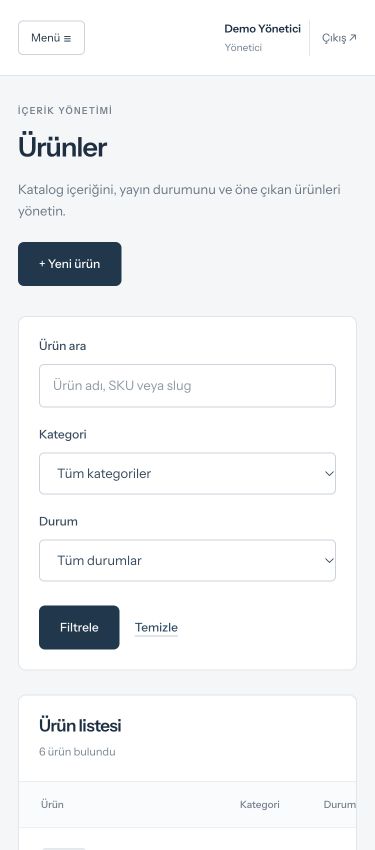 Menü ≡
Demo Yönetici
Yönetici
Çıkış ↗
İÇERİK YÖNETİMİ
Ürünler
Katalog içeriğini, yayın durumunu ve öne çıkan ürünleri
yönetin.
+ Yeni ürün
Ürün ara
Ürün adı, SKU veya slug
Kategori
Tüm kategoriler
Durum
Tüm durumlar
Filtrele
Temizle
Ürün listesi
6 ürün bulundu
Ürün
Kategori
Durum